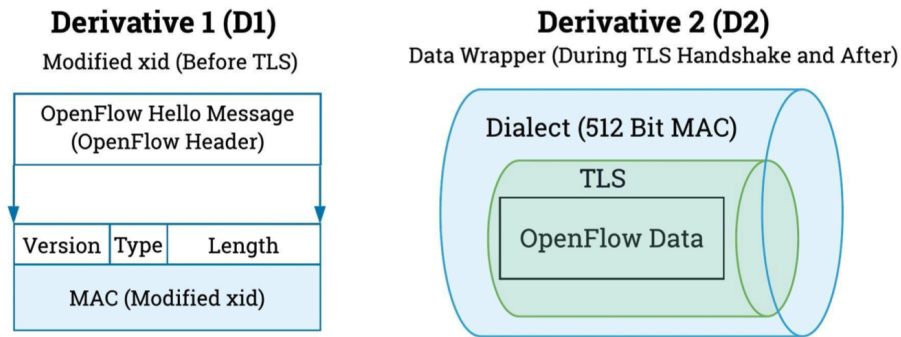 Derivative 1 (D1)
Modified xid (Before TLS)
OpenFlow Hello Message
(OpenFlow Header)
Version
Type
Length
MAC (Modified xid)
Derivative 2 (D2)
Data Wrapper (During TLS Handshake and After)
Dialect (512 Bit MAC)
TLS
OpenFlow Data